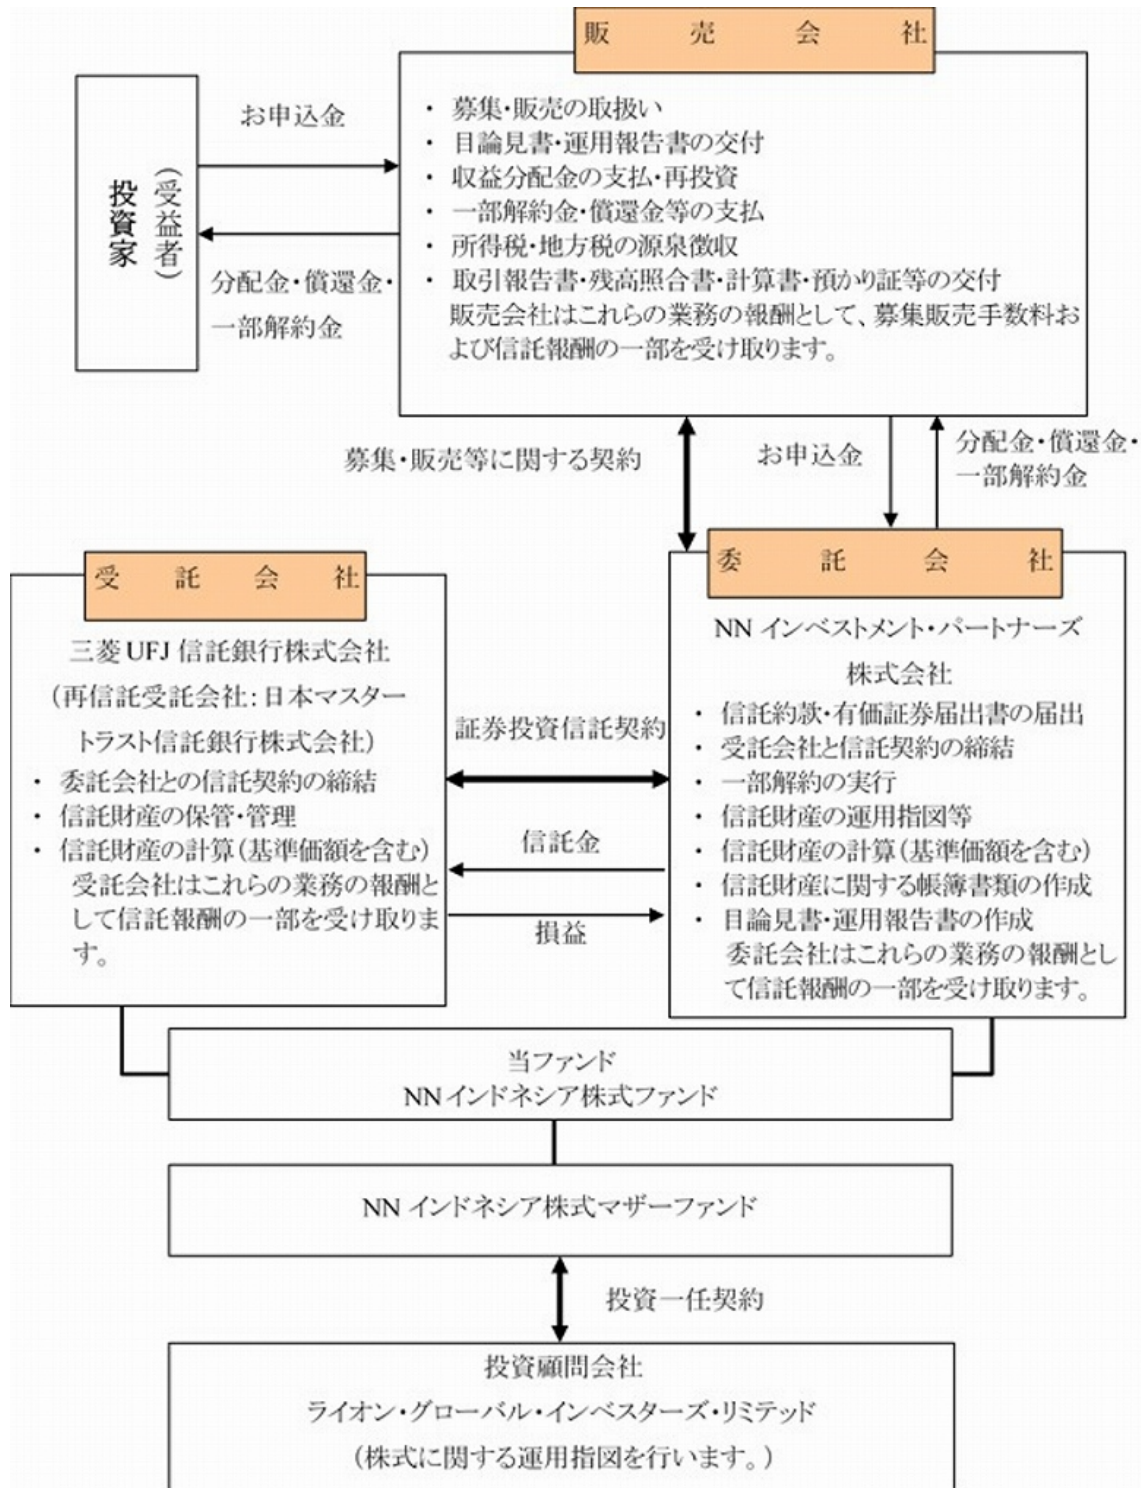 販売会社
投資家
(受益者)
お申込金
分配金・償還金・
一部解約金
・ 募集・販売の取扱い
・ 目論見書・運用報告書の交付
・ 収益分配金の支払・再投資
・ 一部解約金・償還金等の支払
・ 所得税・地方税の源泉徴収
・ 取引報告書・残高照合書・計算書・預かり証等の交付
販売会社はこれらの業務の報酬として、募集販売手数料お
よび信託報酬の一部を受け取ります。
募集・販売等に関する契約
お申込金
分配金・償還金・
一部解約金
受託会社
三菱 UFJ 信託銀行株式会社
(再信託受託会社: 日本マスター
トラスト信託銀行株式会社)
・ 委託会社との信託契約の締結
・ 信託財産の保管・管理
・ 信託財産の計算(基準価額を含む)
受託会社はこれらの業務の報酬と
して信託報酬の一部を受け取りま
す。
証券投資信託契約
信託金
損益
委託会社
NN インベストメント・パートナーズ
株式会社
・ 信託約款・有価証券届出書の届出
・ 受託会社と信託契約の締結
・ 一部解約の実行
・ 信託財産の運用指図等
・ 信託財産の計算(基準価額を含む)
・ 信託財産に関する帳簿書類の作成
・ 目論見書・運用報告書の作成
委託会社はこれらの業務の報酬とし
て信託報酬の一部を受け取ります。
当ファンド
NN インドネシア株式ファンド
NN インドネシア株式マザーファンド
投資一任契約
投資顧問会社
ライオン・グローバル・インベスターズ・リミテッド
(株式に関する運用指図を行います。)